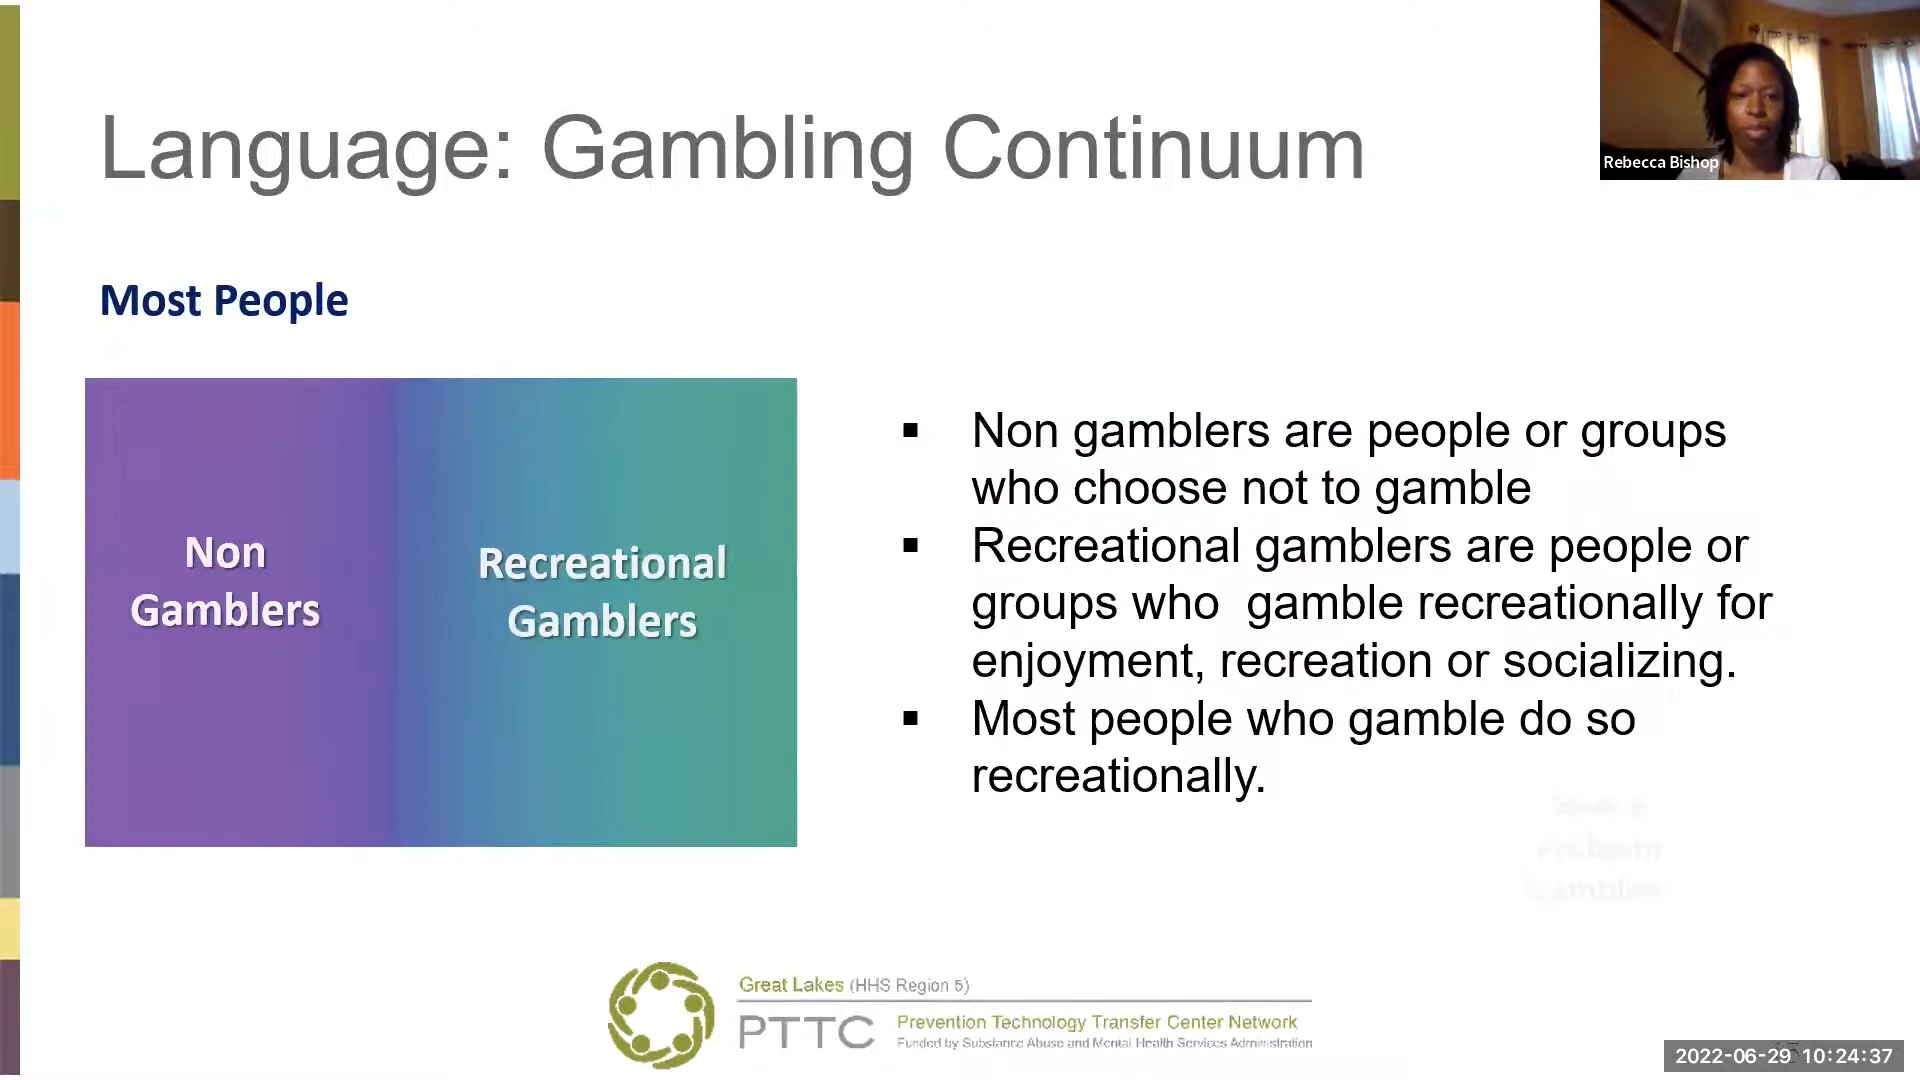 Language: Gambling Continuum
Rebecca Bishop
Most People
Non
Gamblers
Recreational
Gamblers
▪ Non gamblers are people or groups
who choose not to gamble
▪ Recreational gamblers are people or
groups who  gamble recreationally for
enjoyment, recreation or socializing.
▪ Most people who gamble do so
recreationally.
Great Lakes (HHS Region 5)
PTTC
Prevention Technology Transfer Center Network
Funded by Substance Abuse and Mental Health Services Administration
2022-06-29 10:24:37